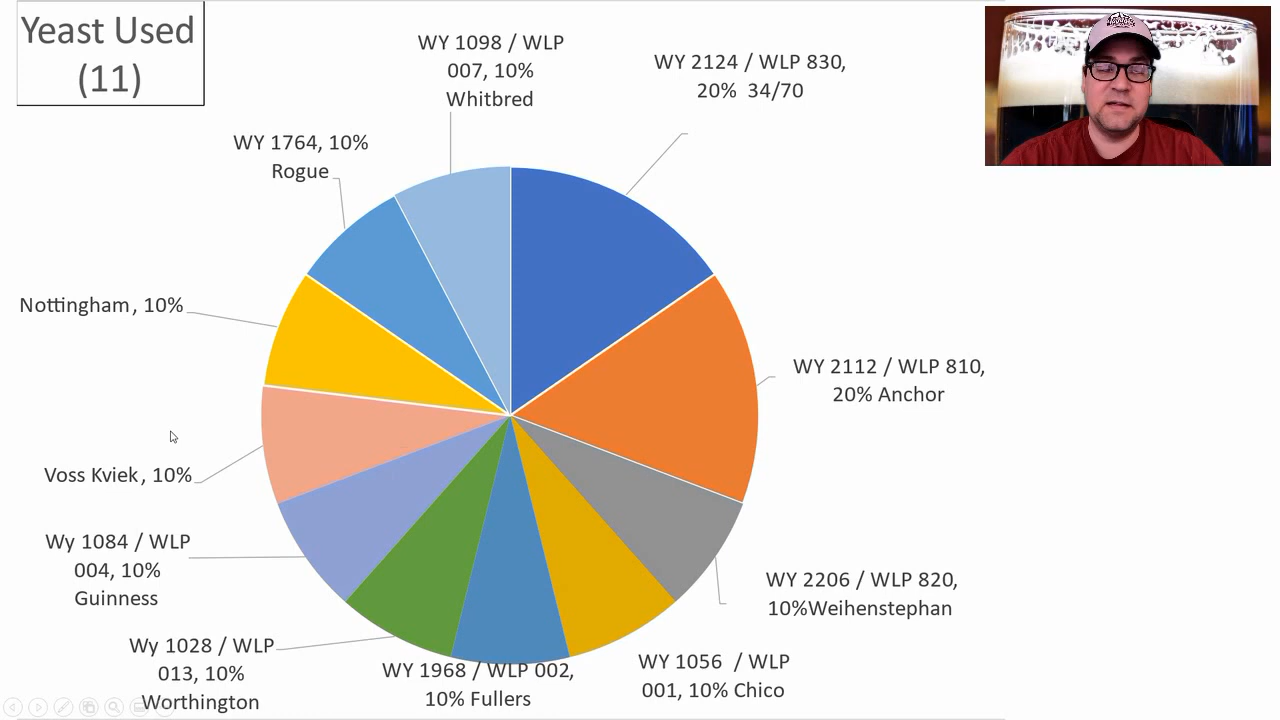 Yeast Used
(11)
WY 1098 / WLP
007, 10%
Whitbred
WY 2124 / WLP 830,
20%  34/70
WY 1764, 10%
Rogue
Nottingham, 10%
WY 2112 / WLP 810,
20% Anchor
Voss Kviek, 10%
Wy 1084 / WLP
004, 10%
Guinness
WY 2206 / WLP 820,
10%Weihenstephan
Wy 1028 / WLP
013, 10%
Worthington
WY 1968 / WLP 002,
10% Fullers
WY 1056  / WLP
001, 10% Chico